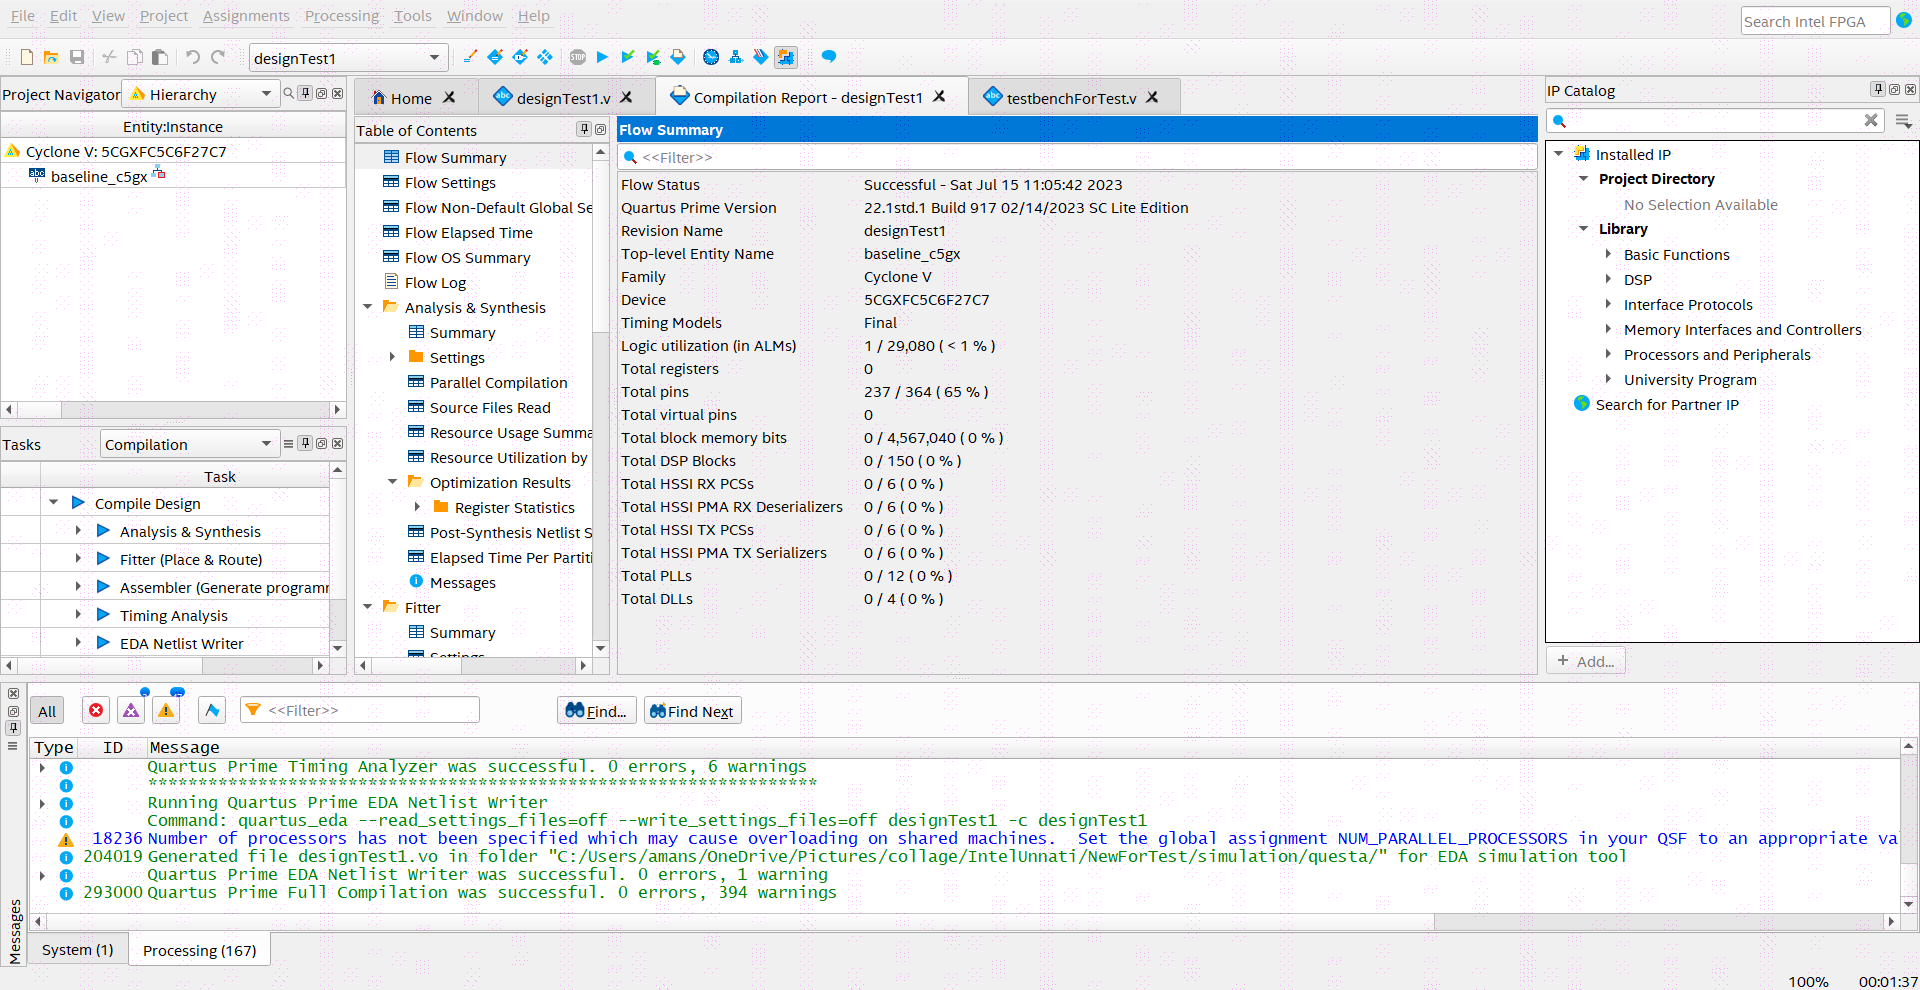 File Edit View Project Assignments Processing Tools Window Help
Search Intel FPGA
designTest1
STOP
Project Navigator Hierarchy
Entity:Instance
Cyclone V: 5CGXFC5C6F27C7
abc baseline_c5gx
Tasks Compilation
Task
Compile Design
Analysis & Synthesis
Fitter (Place & Route)
Assembler (Generate programr
Timing Analysis
EDA Netlist Writer
Home
abc designTest1.v
Compilation Report - designTest1
abc testbenchForTest.v
Table of Contents
Flow Summary
Flow Settings
Flow Non-Default Global Se
Flow Elapsed Time
Flow OS Summary
Flow Log
Analysis & Synthesis
Summary
Settings
Parallel Compilation
Source Files Read
Resource Usage Summa
Resource Utilization by
Optimization Results
Register Statistics
Post-Synthesis Netlist S
Elapsed Time Per Partiti
Messages
Fitter
Summary
Settings
Flow Summary
<<Filter>>
Flow Status Successful - Sat Jul 15 11:05:42 2023
Quartus Prime Version 22.1std.1 Build 917 02/14/2023 SC Lite Edition
Revision Name designTest1
Top-level Entity Name baseline_c5gx
Family Cyclone V
Device 5CGXFC5C6F27C7
Timing Models Final
Logic utilization (in ALMs) 1 / 29,080 ( < 1 % )
Total registers 0
Total pins 237 / 364 ( 65 % )
Total virtual pins 0
Total block memory bits 0 / 4,567,040 ( 0 % )
Total DSP Blocks 0 / 150 ( 0 % )
Total HSSI RX PCSs 0 / 6 ( 0 % )
Total HSSI PMA RX Deserializers 0 / 6 ( 0 % )
Total HSSI TX PCSs 0 / 6 ( 0 % )
Total HSSI PMA TX Serializers 0 / 6 ( 0 % )
Total PLLs 0 / 12 ( 0 % )
Total DLLs 0 / 4 ( 0 % )
IP Catalog
Installed IP
Project Directory
No Selection Available
Library
Basic Functions
DSP
Interface Protocols
Memory Interfaces and Controllers
Processors and Peripherals
University Program
Search for Partner IP
+ Add...
All
<<Filter>>
Find...
Find Next
Type ID Message
Quartus Prime Timing Analyzer was successful. 0 errors, 6 warnings
*******************************************************************
Running Quartus Prime EDA Netlist Writer
Command: quartus_eda --read_settings_files=off --write_settings_files=off designTest1 -c designTest1
18236 Number of processors has not been specified which may cause overloading on shared machines.  Set the global assignment NUM_PARALLEL_PROCESSORS in your QSF to an appropriate va
204019 Generated file designTest1.vo in folder "C:/Users/amans/OneDrive/Pictures/collage/IntelUnnati/NewForTest/simulation/questa/" for EDA simulation tool
Quartus Prime EDA Netlist Writer was successful. 0 errors, 1 warning
293000 Quartus Prime Full Compilation was successful. 0 errors, 394 warnings
Messages
System (1)
Processing (167)
100% 00:01:37